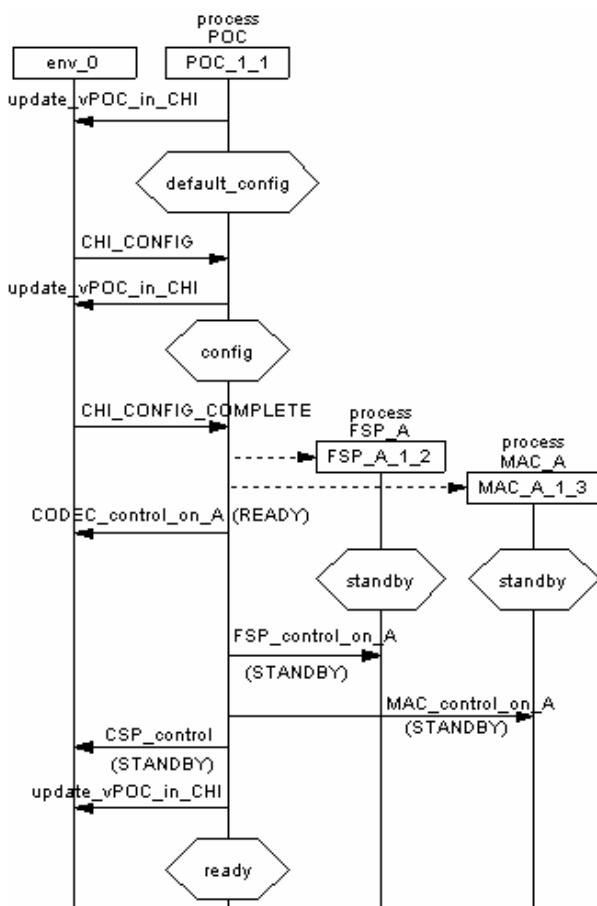 process
POC
env_0
POC_1_1
update_vPOC_in_CHI
default_config
CHI_CONFIG
update_vPOC_in_CHI
config
CHI_CONFIG_COMPLETE
process
FSP_A
FSP_A_1_2
process
MAC_A
MAC_A_1_3
CODEC_control_on_A (READY)
standby
standby
FSP_control_on_A
(STANDBY)
MAC_control_on_A
(STANDBY)
CSP_control
(STANDBY)
update_vPOC_in_CHI
ready